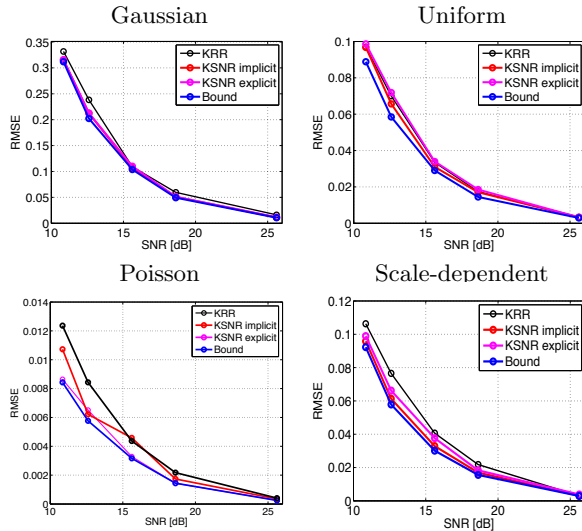 Gaussian
0.35
0.3
0.25
0.2
0.15
0.1
0.05
0
10
15
20
25
RMSE
SNR [dB]
KRR
KSNR implicit
KSNR explicit
Bound
Uniform
0.1
0.08
0.06
0.04
0.02
0
10
15
20
25
RMSE
SNR [dB]
KRR
KSNR implicit
KSNR explicit
Bound
Poisson
0.014
0.012
0.01
0.008
0.006
0.004
0.002
0
10
15
20
25
RMSE
SNR [dB]
KRR
KSNR implicit
KSNR explicit
Bound
Scale-dependent
0.12
0.1
0.08
0.06
0.04
0.02
0
10
15
20
25
RMSE
SNR [dB]
KRR
KSNR implicit
KSNR explicit
Bound